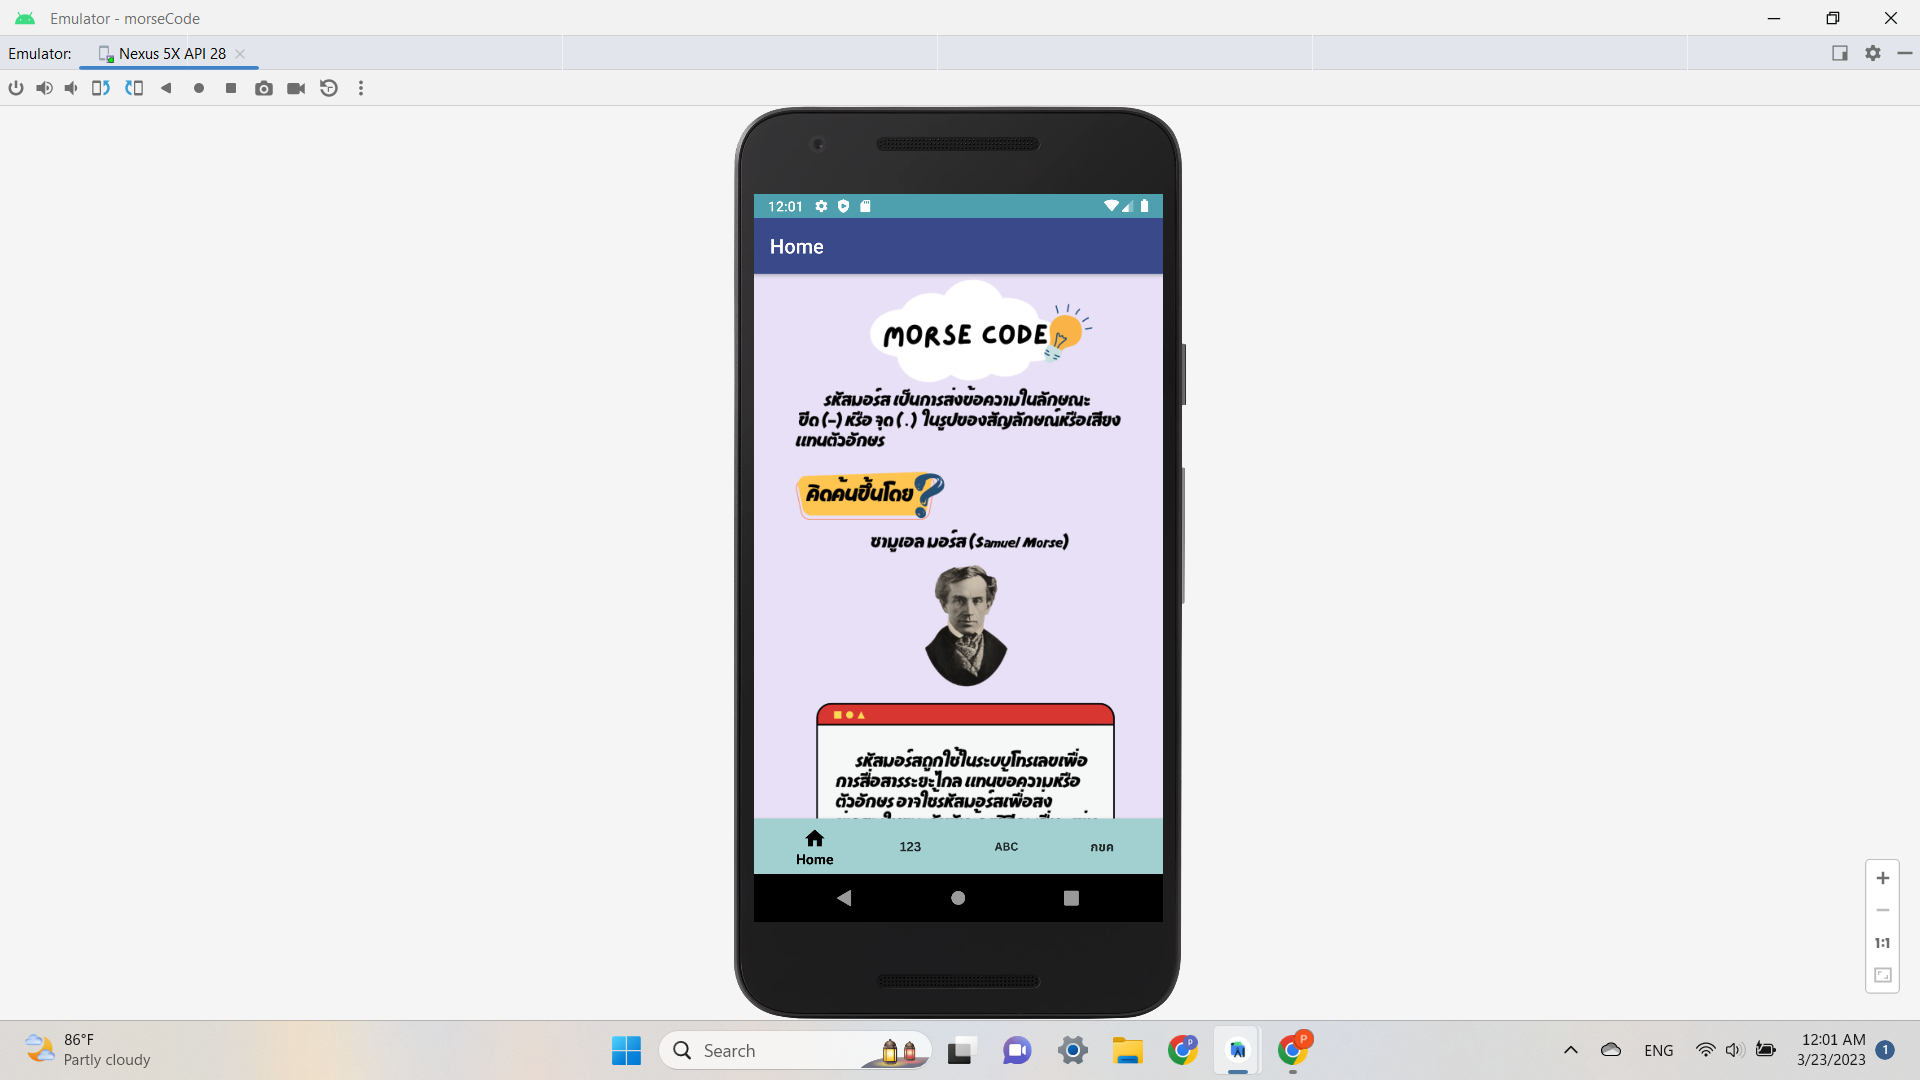 Emulator - morseCode
Emulator:
Nexus 5X API 28
12:01
Home
MORSE CODE
รหัสมอร์ส เป็นการส่งข้อความในลักษณะ
ขีด (-) หรือ จุด ( . ) ในรูปของสัญลักษณ์หรือเสียง
แทนตัวอักษร
คิดค้นขึ้นโดย?
ซามูเอล มอร์ส (Samuel Morse)
รหัสมอร์สถูกใช้ในระบบโทรเลขเพื่อ
การสื่อสารระยะไกล แทนข้อความหรือ
ตัวอักษร อาจใช้รหัสมอร์สเพื่อส่ง
Home
123
ABC
กขค
1:1
86°F
Partly cloudy
Search
ENG
12:01 AM
3/23/2023
1